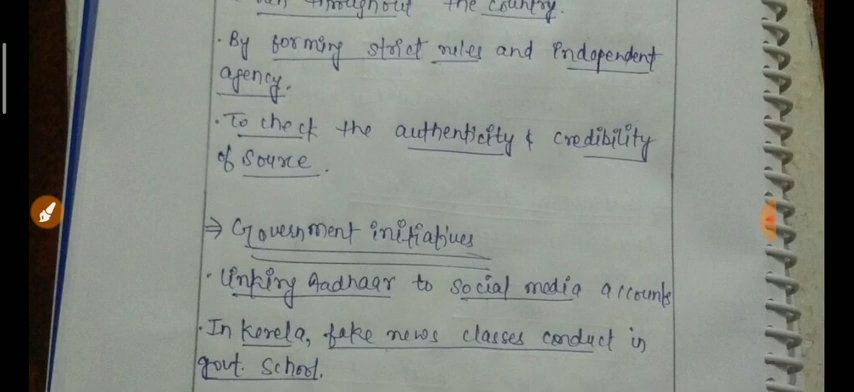 throughout the country.
· By forming strict rules and independent
agency.
· To check the authenticity & credibility
of source.
⇒ Government initiatives
· Linking Aadhaar to social media accounts
· In Kerela, fake news classes conduct in
govt. School.